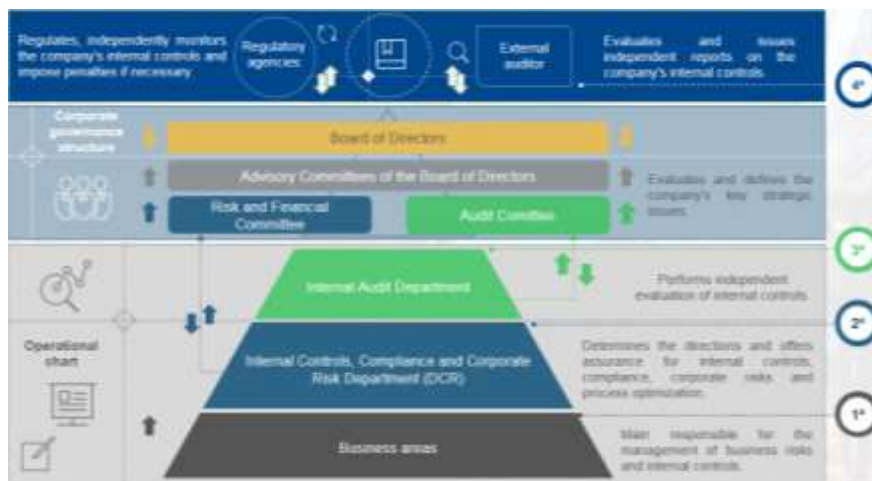 Regulates, independently monitors
the company's internal controls and
impose penalties if necessary.
Regulatory
agencies
External
auditor
Evaluates and issues
independent reports on the
company's internal controls
4º
Corporate
governance
structure
Board of Directors
Advisory Committees of the Board of Directors
Risk and Financial
Committee
Audit Comittee
Evaluates and defines the
company's key strategic
issues.
3º
Internal Audit Department
Performs independent
evaluation of internal controls
2º
Operational
chart
Internal Controls, Compliance and Corporate
Risk Department (DCR)
Determines the directions and offers
assurance for internal controls,
compliance, corporate risks and
process optimization.
1º
Business areas
Main responsible for the
management of business risks
and internal controls.